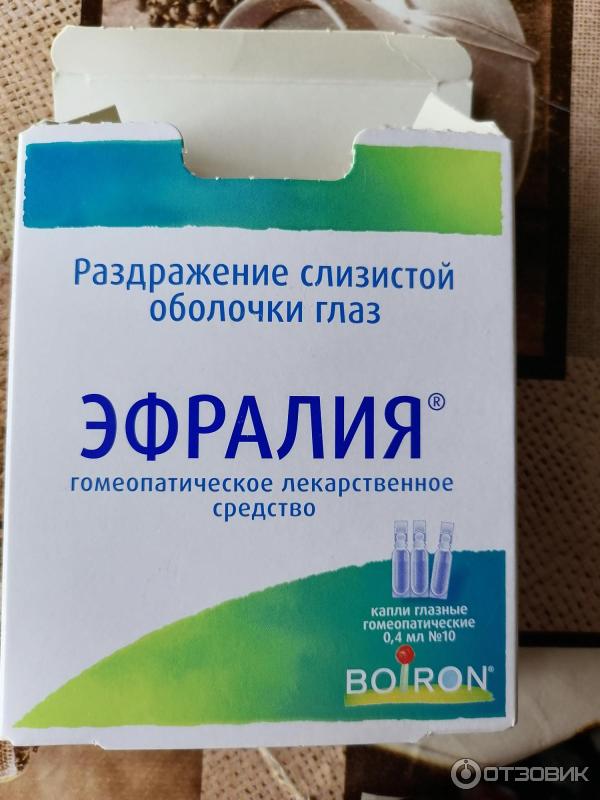 Раздражение слизистой
оболочки глаз
ЭФРАЛИЯ®
гомеопатическое лекарственное
средство
капли глазные
гомеопатические
0,4 мл №10
BOIRON®
ОТЗОВИК